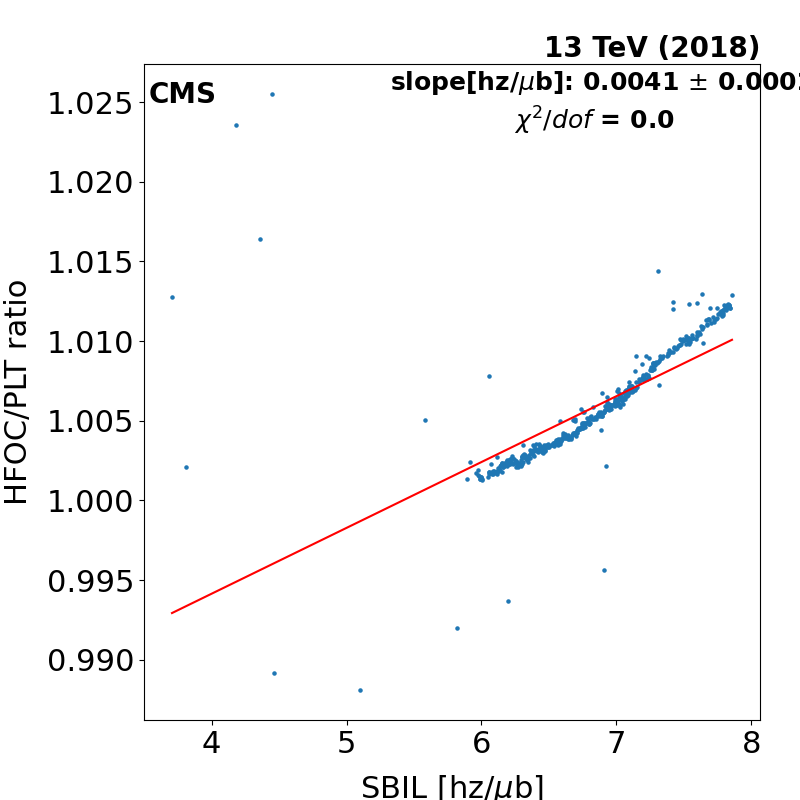 13 TeV (2018)
CMS
slope[hz/μb]: 0.0041 ± 0.000
χ²/dof = 0.0
1.025
1.020
1.015
1.010
1.005
1.000
0.995
0.990
HFOC/PLT ratio
4 5 6 7 8
SBIL [hz/μb]